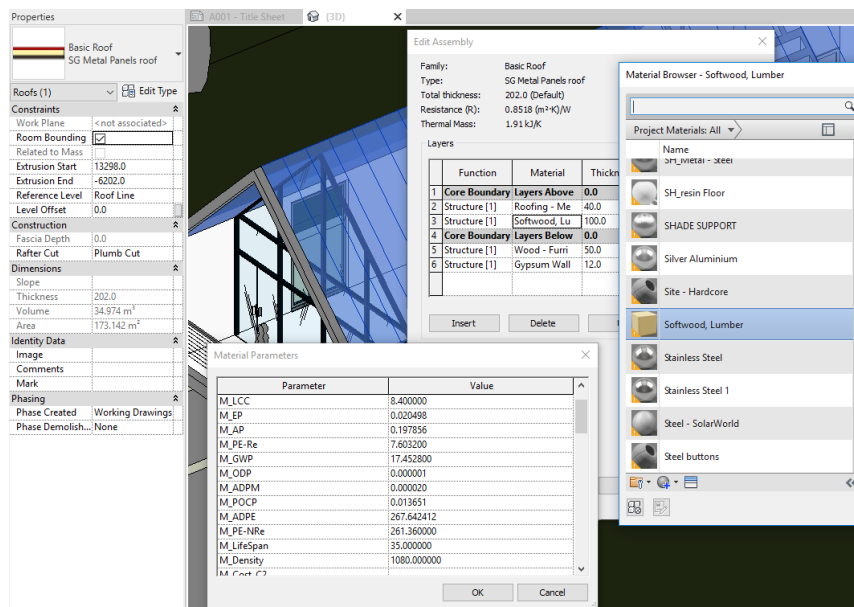 Properties
A001 - Title Sheet
(3D)
Basic Roof
SG Metal Panels roof
Roofs (1)
Edit Type
Constraints
Work Plane <not associated>
Room Bounding
Related to Mass
Extrusion Start 13298.0
Extrusion End -6202.0
Reference Level Roof Line
Level Offset 0.0
Construction
Fascia Depth 0.0
Rafter Cut Plumb Cut
Dimensions
Slope
Thickness 202.0
Volume 34.974 m³
Area 173.142 m²
Identity Data
Image
Comments
Mark
Phasing
Phase Created Working Drawings
Phase Demolish... None
Edit Assembly
Family: Basic Roof
Type: SG Metal Panels roof
Total thickness: 202.0 (Default)
Resistance (R): 0.8518 (m²·K)/W
Thermal Mass: 1.91 kJ/K
Layers
Function Material Thickn
1 Core Boundary Layers Above 0.0
2 Structure [1] Roofing - Me 40.0
3 Structure [1] Softwood, Lu 100.0
4 Core Boundary Layers Below 0.0
5 Structure [1] Wood - Furri 50.0
6 Structure [1] Gypsum Wall 12.0
Insert Delete
Material Browser - Softwood, Lumber
Project Materials: All
Name
SH_Metal - Steel
SH_resin Floor
SHADE SUPPORT
Silver Aluminium
Site - Hardcore
Softwood, Lumber
Stainless Steel
Stainless Steel 1
Steel - SolarWorld
Steel buttons
Material Parameters
Parameter Value
M_LCC 8.400000
M_EP 0.020498
M_AP 0.197856
M_PE-Re 7.603200
M_GWP 17.452800
M_ODP 0.000001
M_ADPM 0.000020
M_POCP 0.013651
M_ADPE 267.642412
M_PE-NRe 261.360000
M_LifeSpan 35.000000
M_Density 1080.000000
M_Cost_C2
OK Cancel